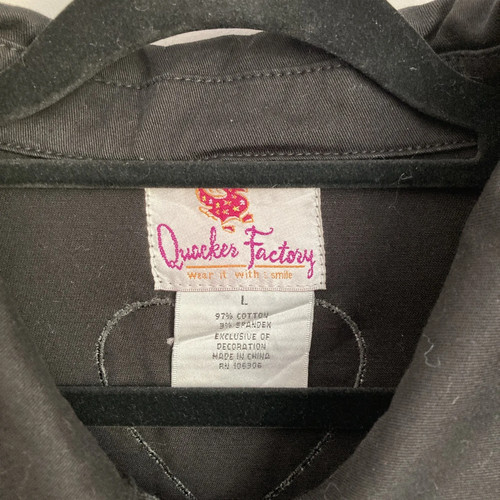 Quacker Factory
wear it with a smile
L
97% COTTON
3% SPANDEX
EXCLUSIVE OF
DECORATION
MADE IN CHINA
RN 106906